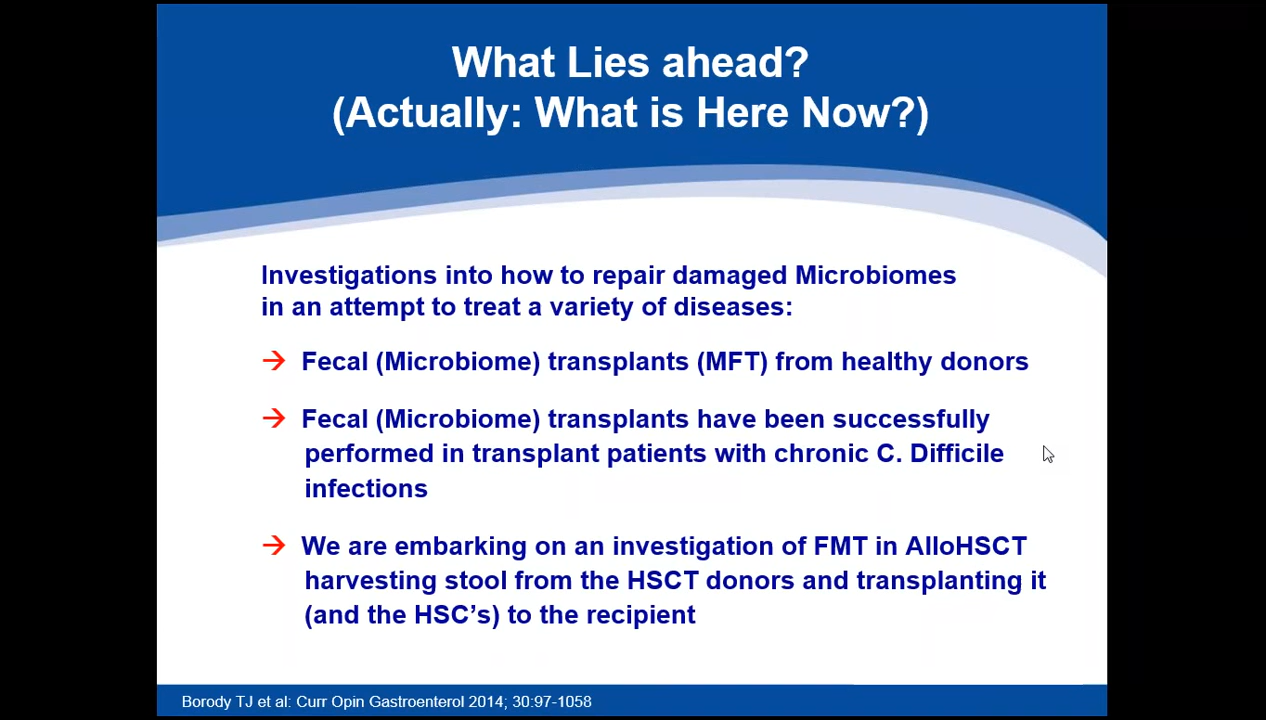 What Lies ahead?
(Actually: What is Here Now?)
Investigations into how to repair damaged Microbiomes
in an attempt to treat a variety of diseases:
→ Fecal (Microbiome) transplants (MFT) from healthy donors
→ Fecal (Microbiome) transplants have been successfully
performed in transplant patients with chronic C. Difficile
infections
→ We are embarking on an investigation of FMT in AlloHSCT
harvesting stool from the HSCT donors and transplanting it
(and the HSC’s) to the recipient
Borody TJ et al: Curr Opin Gastroenterol 2014; 30:97-1058